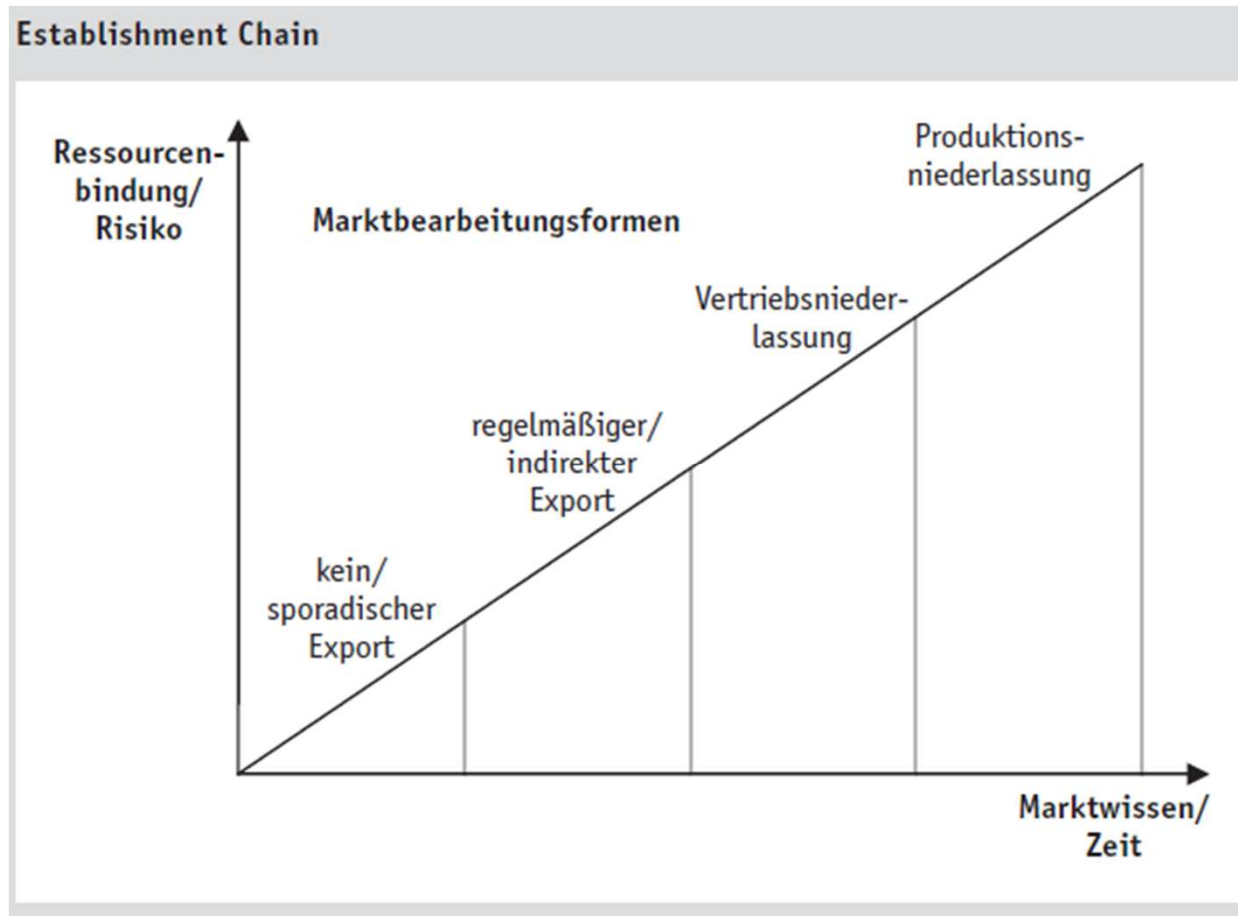 Establishment Chain
Ressourcen-
bindung/
Risiko
Marktbearbeitungsformen
Produktions-
niederlassung
Vertriebsnieder-
lassung
regelmäßiger/
indirekter
Export
kein/
sporadischer
Export
Marktwissen/
Zeit